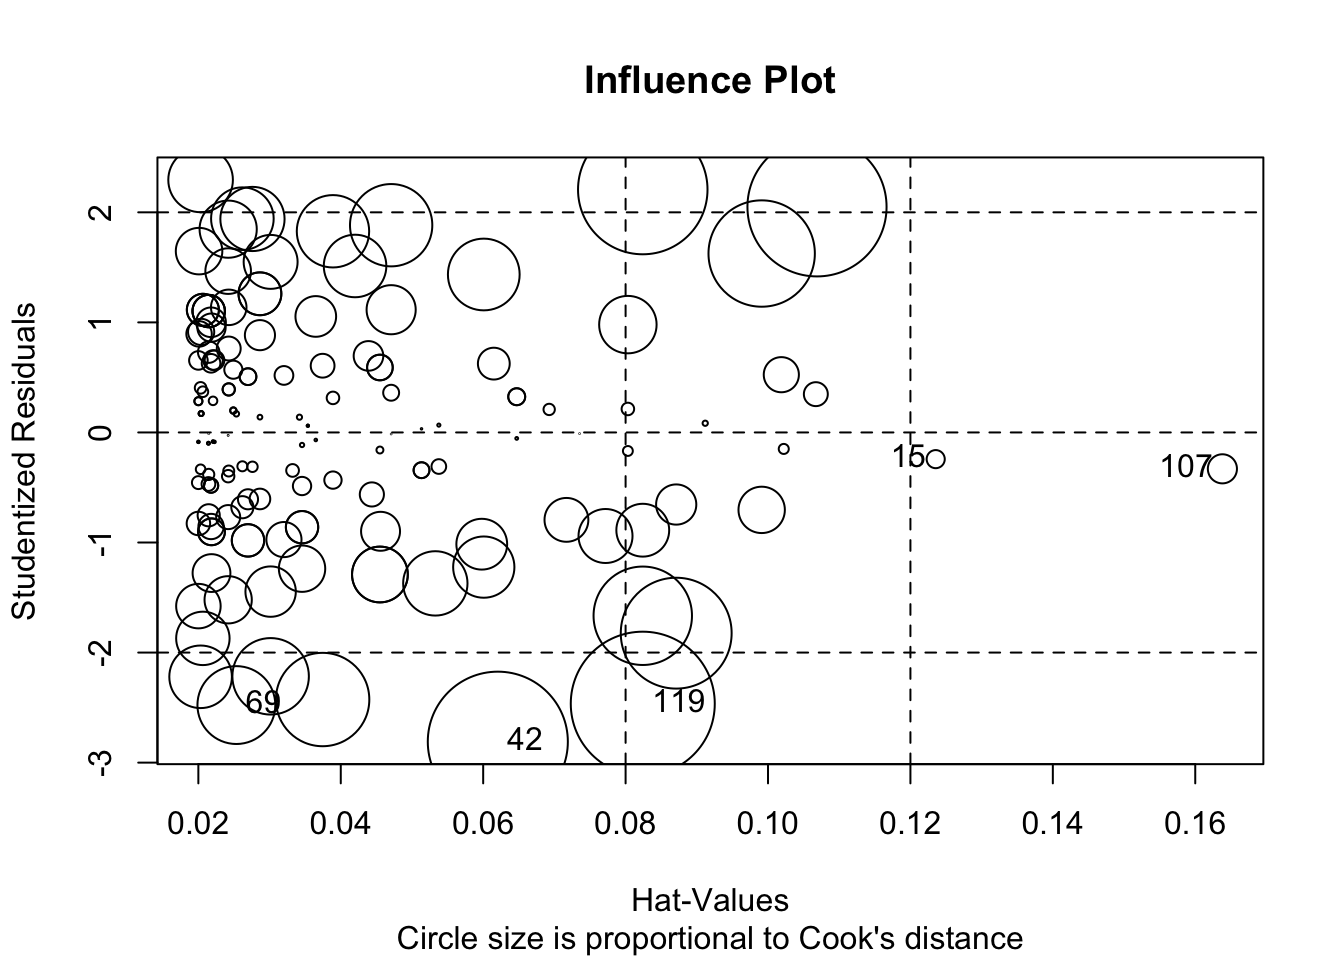 Influence Plot
Studentized Residuals
2
1
0
-1
-2
-3
15
107
69
119
42
0.02 0.04 0.06 0.08 0.10 0.12 0.14 0.16
Hat-Values
Circle size is proportional to Cook's distance